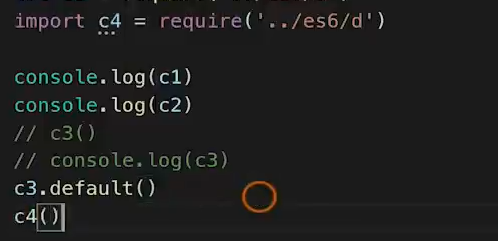 import c4 = require('../es6/d')
console.log(c1)
console.log(c2)
// c3()
// console.log(c3)
c3.default()
c4()